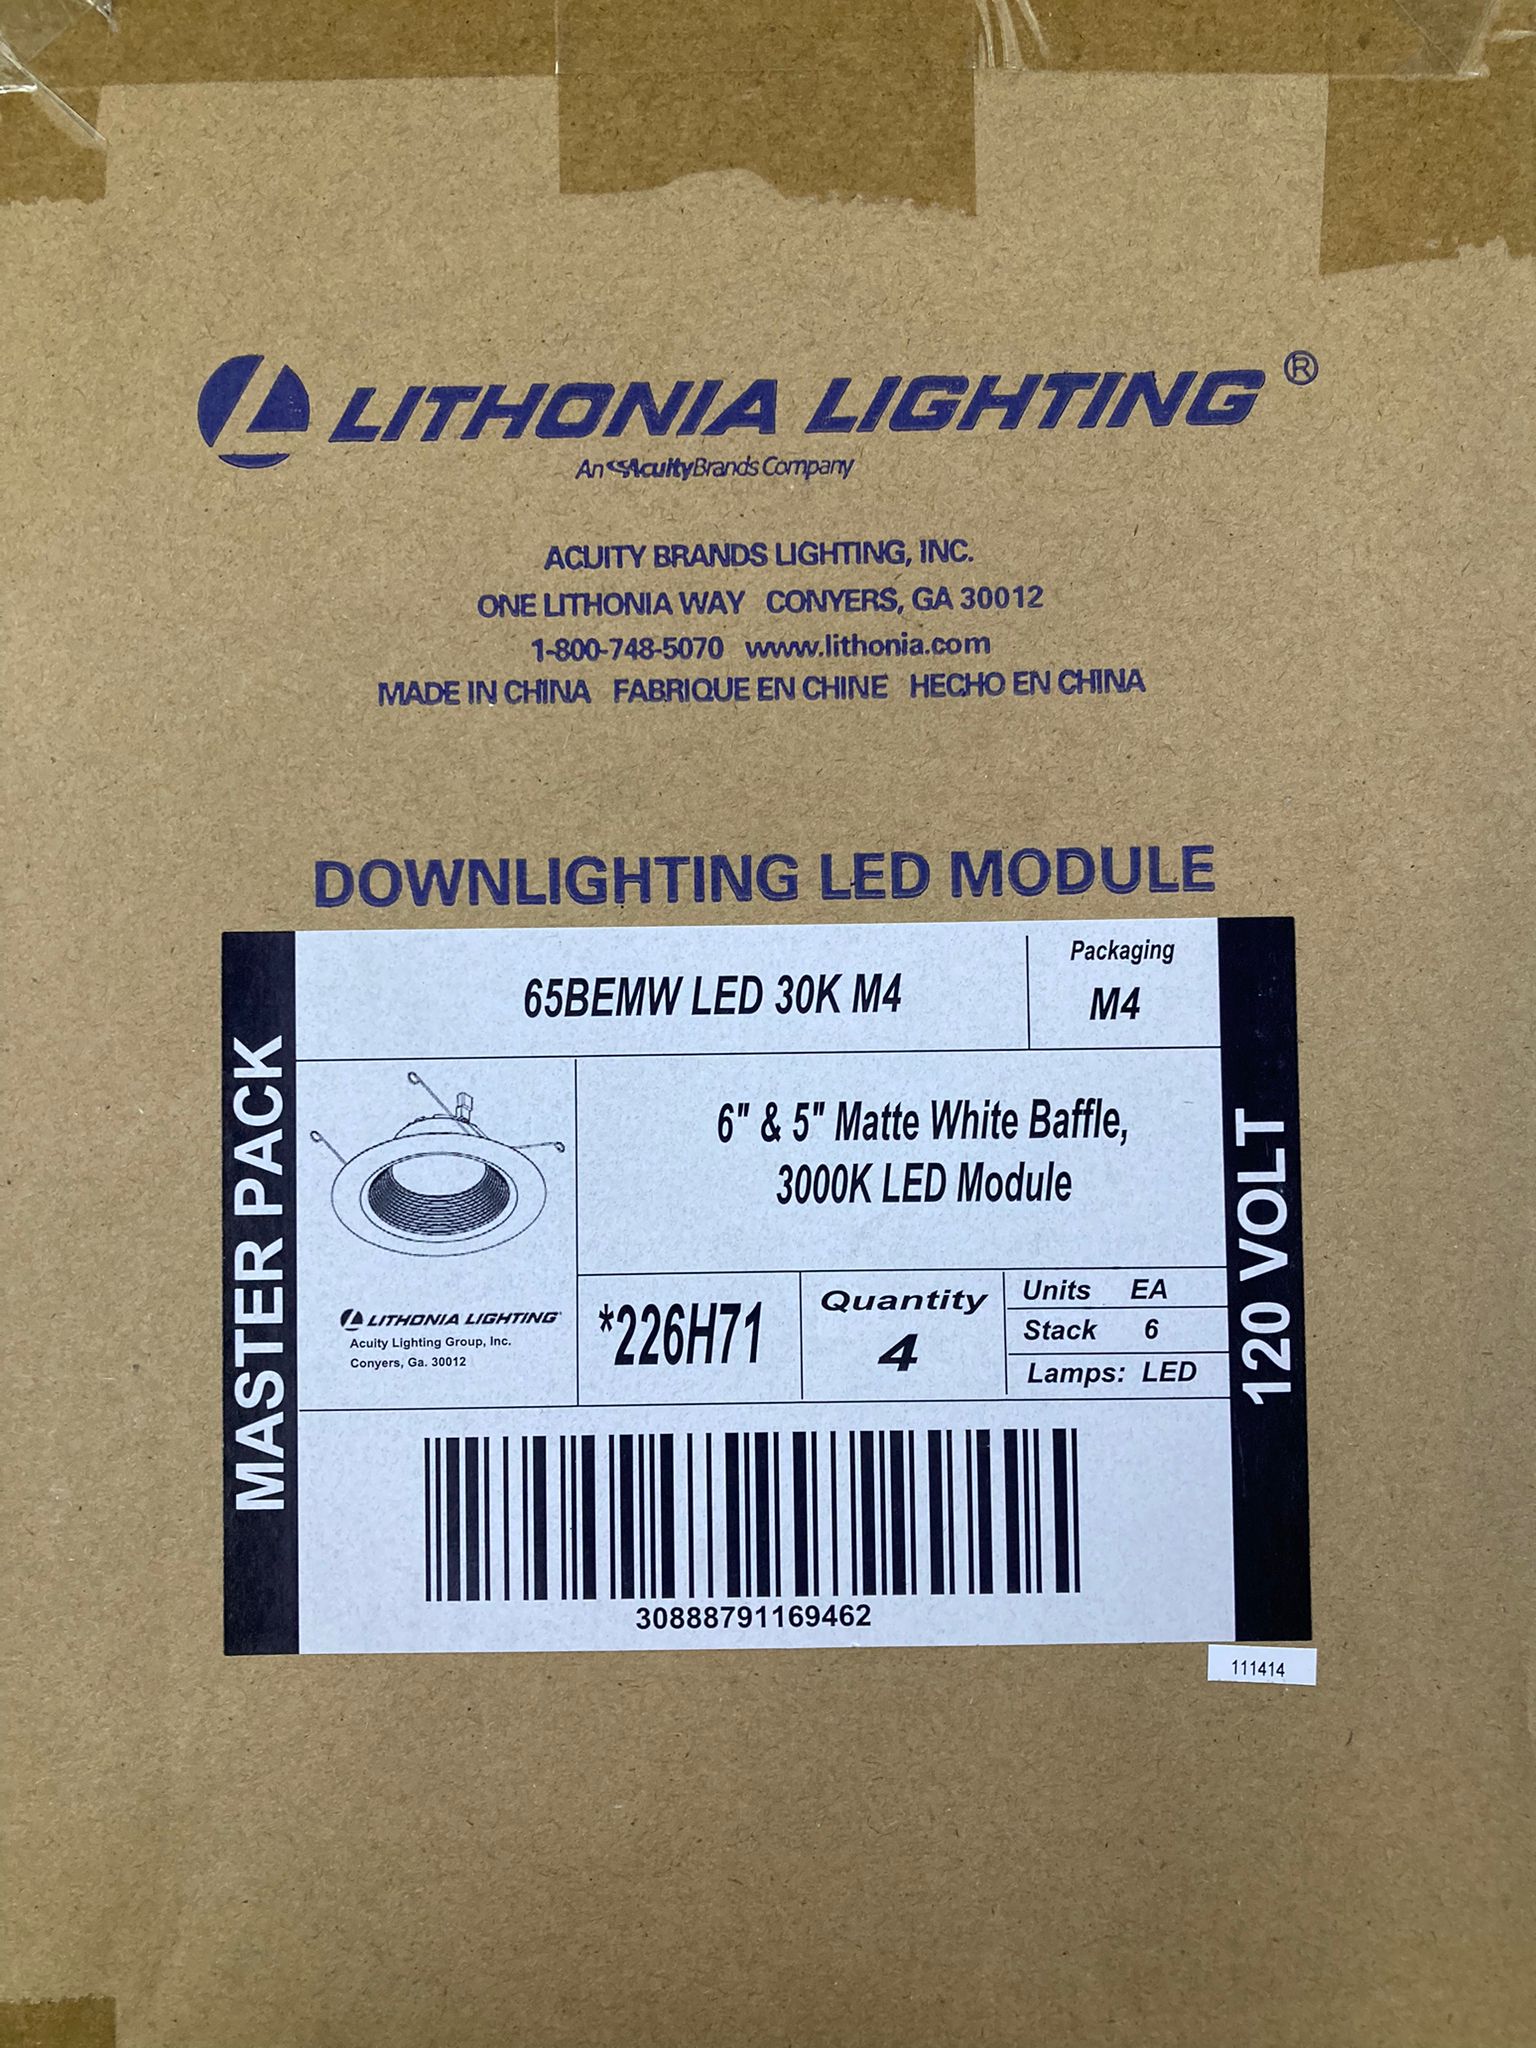 LITHONIA LIGHTING ®
An AcuityBrands Company
ACUITY BRANDS LIGHTING, INC.
ONE LITHONIA WAY CONYERS, GA 30012
1-800-748-5070 www.lithonia.com
MADE IN CHINA FABRIQUE EN CHINE HECHO EN CHINA
DOWNLIGHTING LED MODULE
MASTER PACK
65BEMW LED 30K M4
Packaging
M4
6" & 5" Matte White Baffle,
3000K LED Module
LITHONIA LIGHTING®
Acuity Lighting Group, Inc.
Conyers, Ga. 30012
*226H71
Quantity
4
Units EA
Stack 6
Lamps: LED
120 VOLT
30888791169462
111414